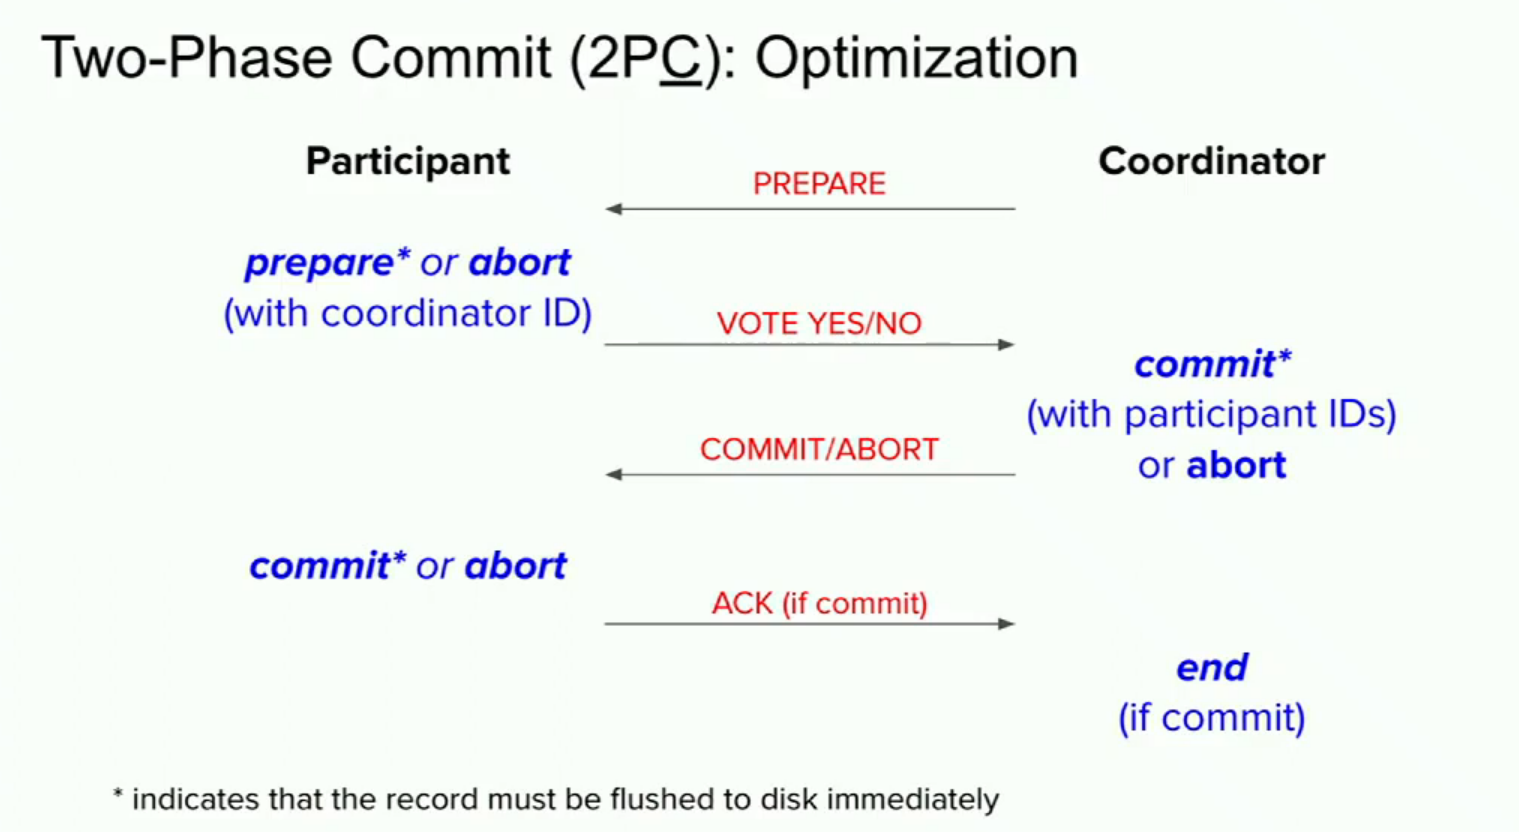 Two-Phase Commit (2PC): Optimization
Participant
Coordinator
PREPARE
prepare* or abort
(with coordinator ID)
VOTE YES/NO
commit*
(with participant IDs)
or abort
COMMIT/ABORT
commit* or abort
ACK (if commit)
end
(if commit)
* indicates that the record must be flushed to disk immediately